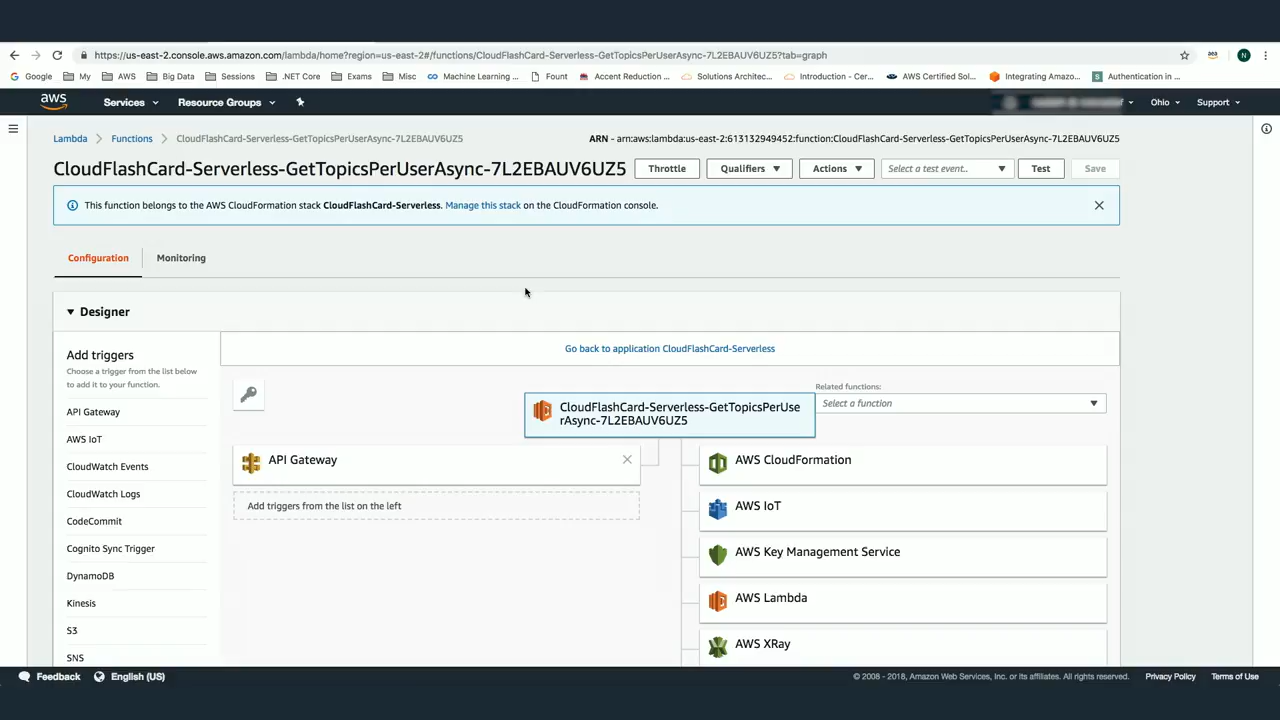 https://us-east-2.console.aws.amazon.com/lambda/home?region=us-east-2#/functions/CloudFlashCard-Serverless-GetTopicsPerUserAsync-7L2EBAUV6UZ5?tab=graph
aea
N
Google My AWS Big Data Sessions .NET Core Exams Misc Machine Learning ... Fount Accent Reduction ... Solutions Architec... Introduction - Cer... AWS Certified Sol... Integrating Amazo... Authentication in ...
aws Services Resource Groups Ohio Support
Lambda Functions CloudFlashCard-Serverless-GetTopicsPerUserAsync-7L2EBAUV6UZ5
ARN - arn:aws:lambda:us-east-2:613132949452:function:CloudFlashCard-Serverless-GetTopicsPerUserAsync-7L2EBAUV6UZ5
CloudFlashCard-Serverless-GetTopicsPerUserAsync-7L2EBAUV6UZ5
Throttle Qualifiers Actions Select a test event.. Test Save
This function belongs to the AWS CloudFormation stack CloudFlashCard-Serverless. Manage this stack on the CloudFormation console.
Configuration Monitoring
Designer
Add triggers
Choose a trigger from the list below
to add it to your function.
API Gateway
AWS IoT
CloudWatch Events
CloudWatch Logs
CodeCommit
Cognito Sync Trigger
DynamoDB
Kinesis
S3
SNS
Go back to application CloudFlashCard-Serverless
Related functions:
Select a function
CloudFlashCard-Serverless-GetTopicsPerUse
rAsync-7L2EBAUV6UZ5
API Gateway
Add triggers from the list on the left
AWS CloudFormation
AWS IoT
AWS Key Management Service
AWS Lambda
AWS XRay
Feedback English (US)
© 2008 - 2018, Amazon Web Services, Inc. or its affiliates. All rights reserved. Privacy Policy Terms of Use